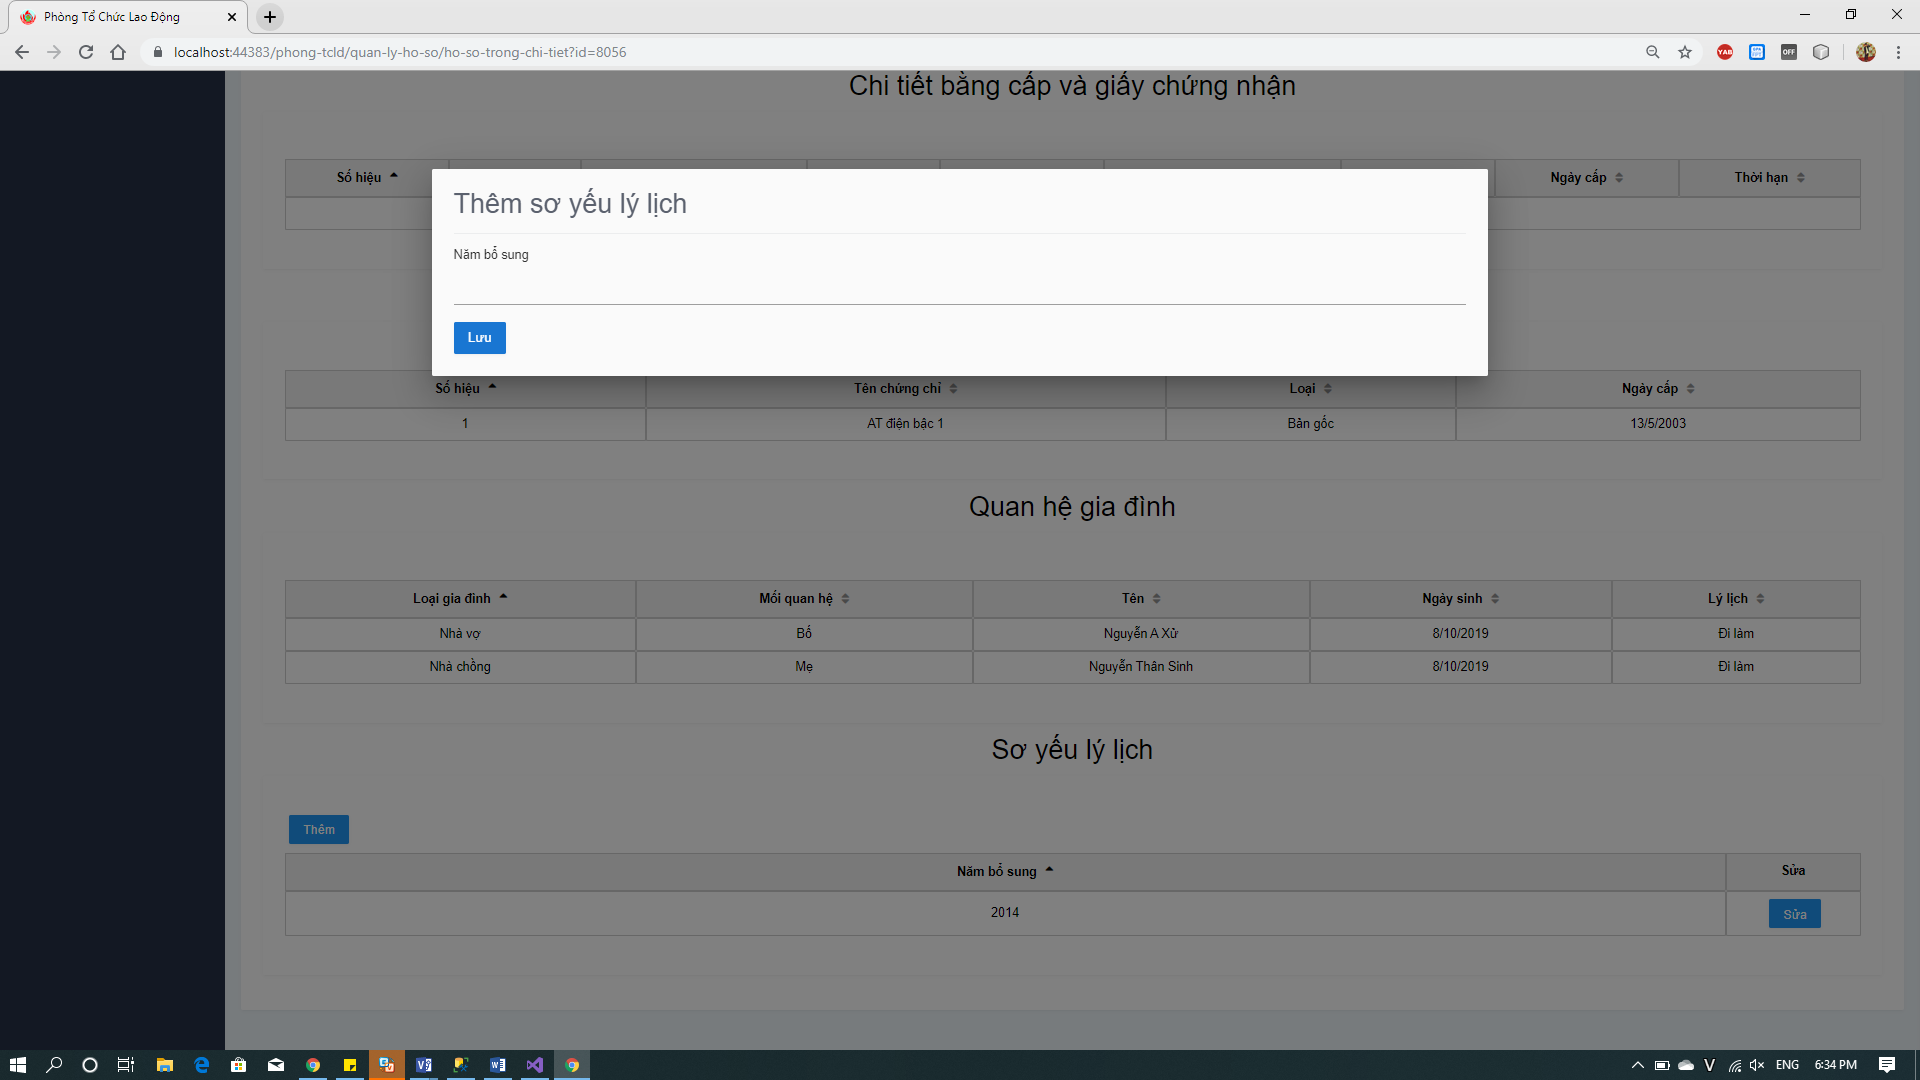 Phòng Tổ Chức Lao Động
localhost:44383/phong-tcld/quan-ly-ho-so/ho-so-trong-chi-tiet?id=8056
YAB
OFF
Chi tiết bằng cấp và giấy chứng nhận
Số hiệu Ngày cấp Thời hạn
Thêm sơ yếu lý lịch
Năm bổ sung
Lưu
Số hiệu Tên chứng chỉ Loại Ngày cấp
1 AT điện bậc 1 Bản gốc 13/5/2003
Quan hệ gia đình
Loại gia đình Mối quan hệ Tên Ngày sinh Lý lịch
Nhà vợ Bố Nguyễn A Xử 8/10/2019 Đi làm
Nhà chồng Mẹ Nguyễn Thân Sinh 8/10/2019 Đi làm
Sơ yếu lý lịch
Thêm
Năm bổ sung Sửa
2014 Sửa
ENG 6:34 PM